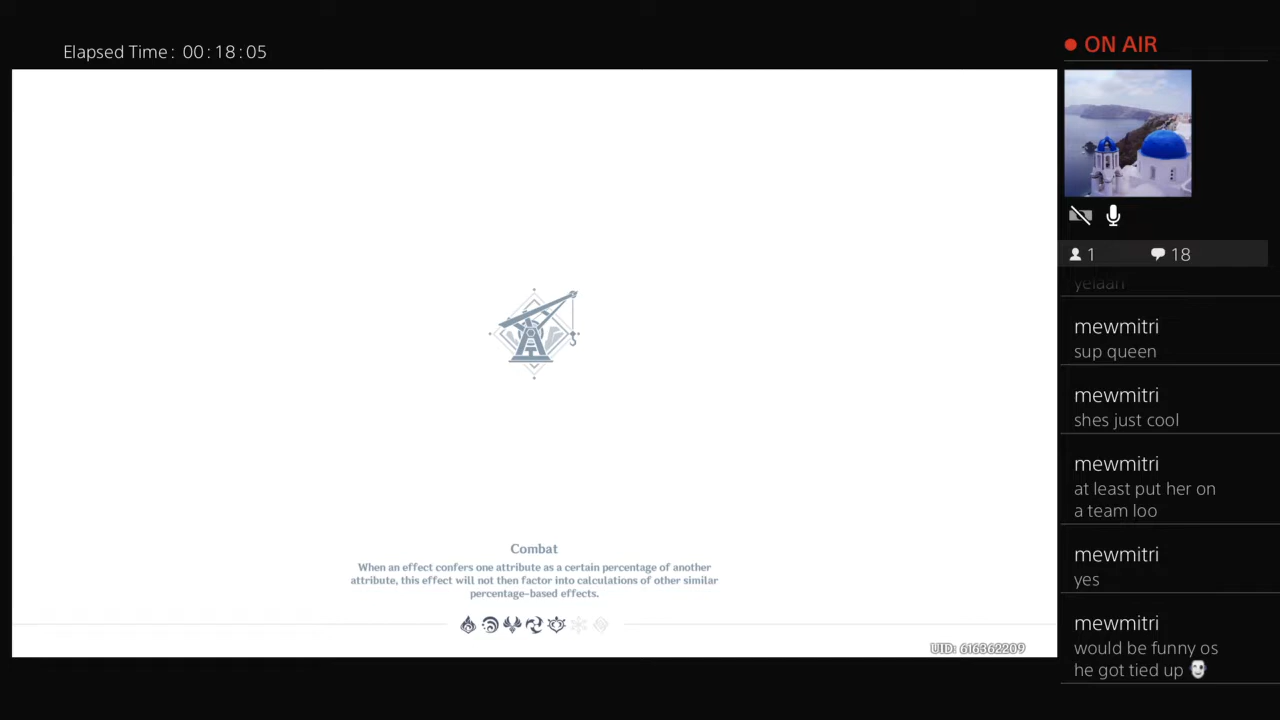 Elapsed Time: 00:18:05
ON AIR
1 18
yelaah
mewmitri
sup queen
mewmitri
shes just cool
mewmitri
at least put her on
a team loo
mewmitri
yes
mewmitri
would be funny os
he got tied up
Combat
When an effect confers one attribute as a certain percentage of another
attribute, this effect will not then factor into calculations of other similar
percentage-based effects.
UID: 616362209